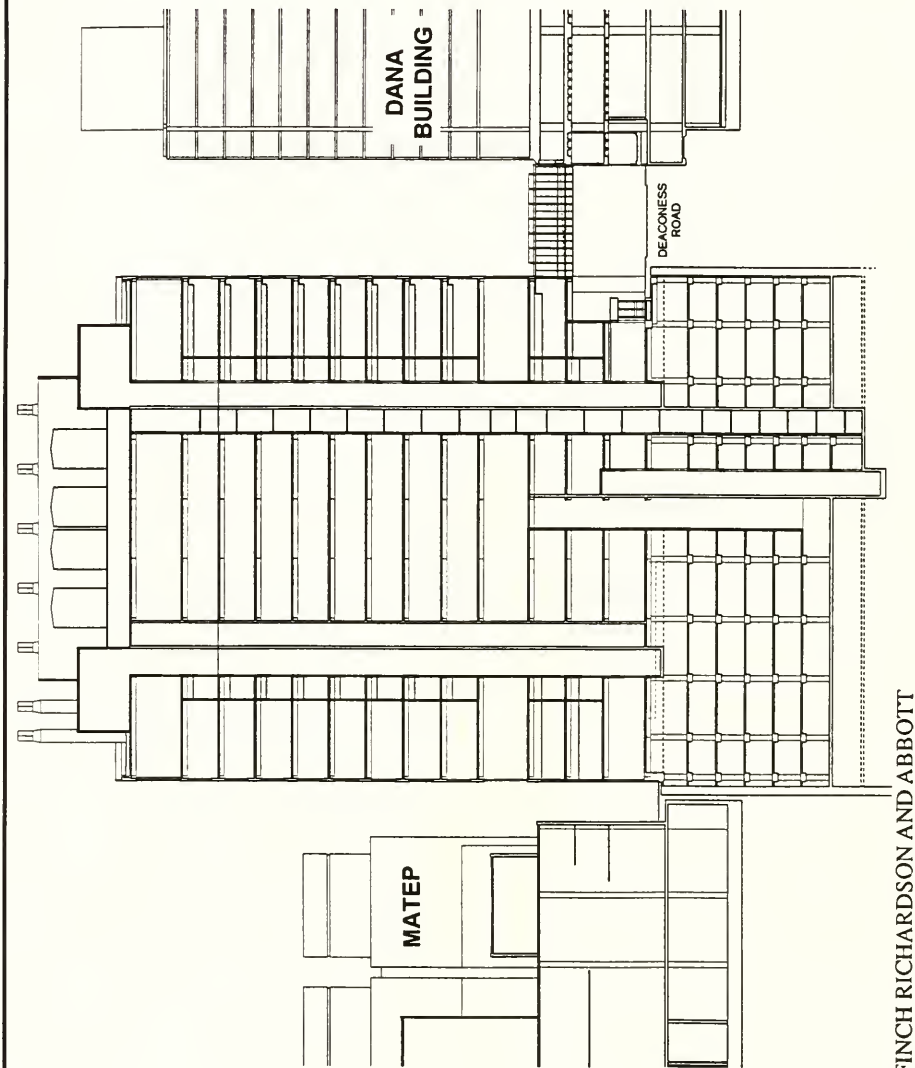 DANA
BUILDING
DEACONESS
ROAD
MATEP
FINCH RICHARDSON AND ABBOTT